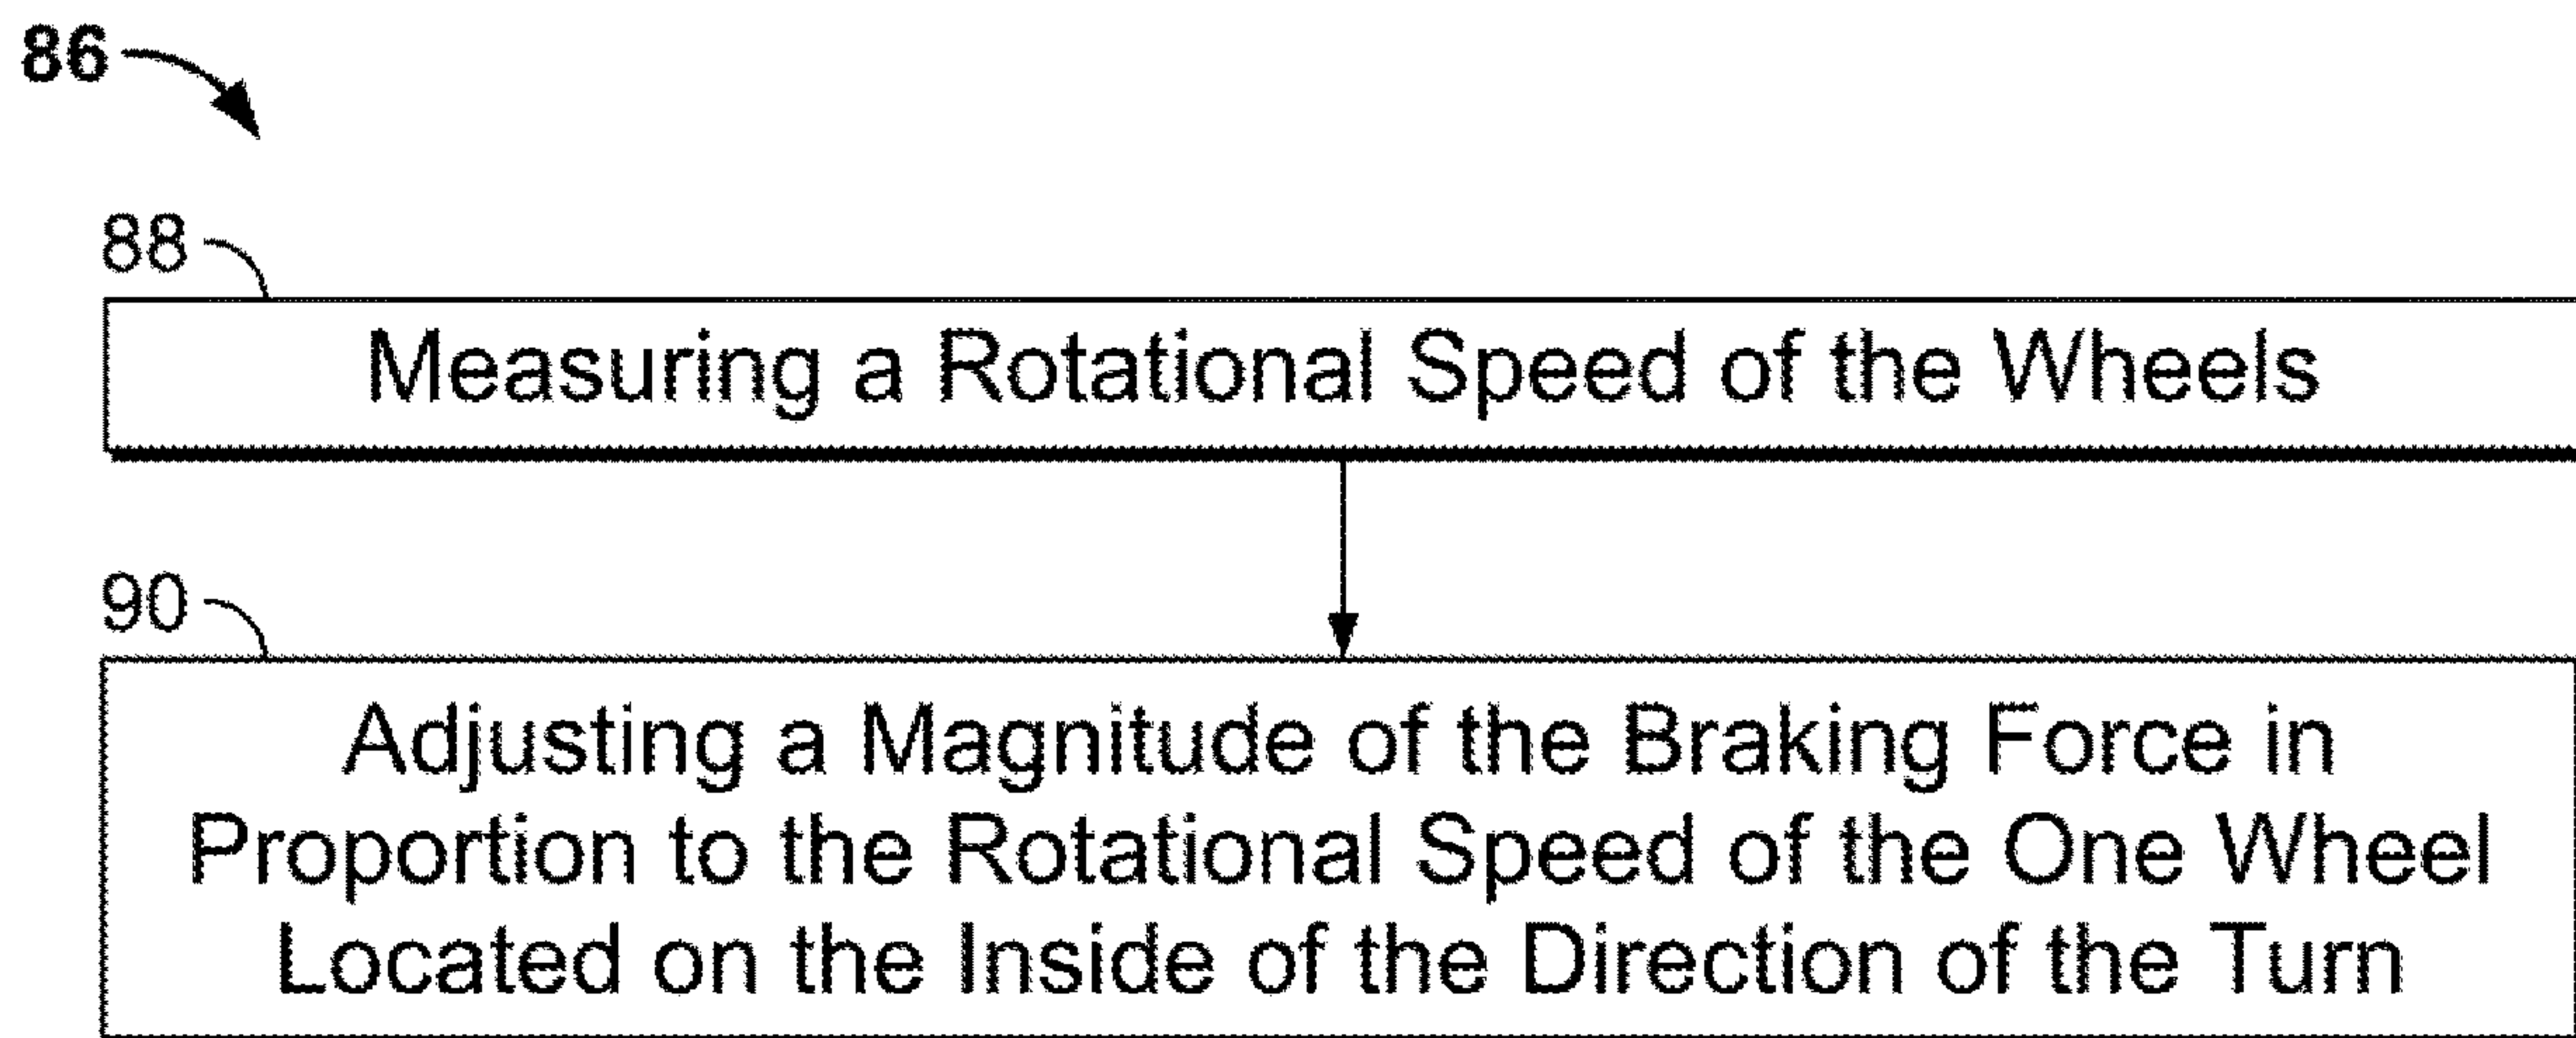 86
88
Measuring a Rotational Speed of the Wheels
90
Adjusting a Magnitude of the Braking Force in
Proportion to the Rotational Speed of the One Wheel
Located on the Inside of the Direction of the Turn